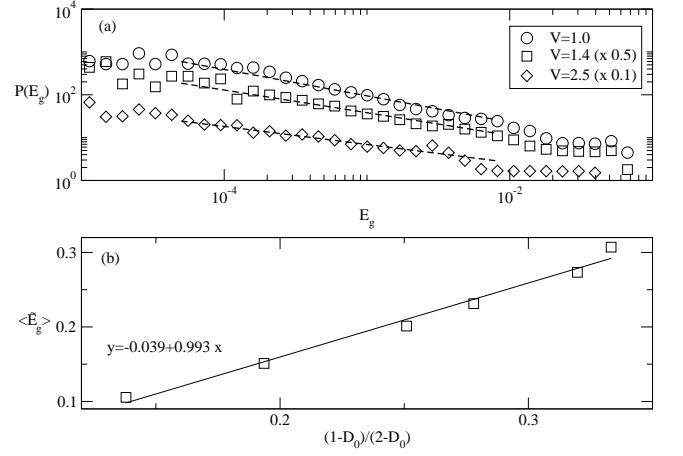 (a)
V=1.0
V=1.4 (x 0.5)
V=2.5 (x 0.1)
P(E_g)
10^4
10^2
10^0
10^-4
10^-2
E_g
(b)
0.3
0.2
0.1
<Ẽ_g>
y=-0.039+0.993 x
0.2
0.3
(1-D_0)/(2-D_0)